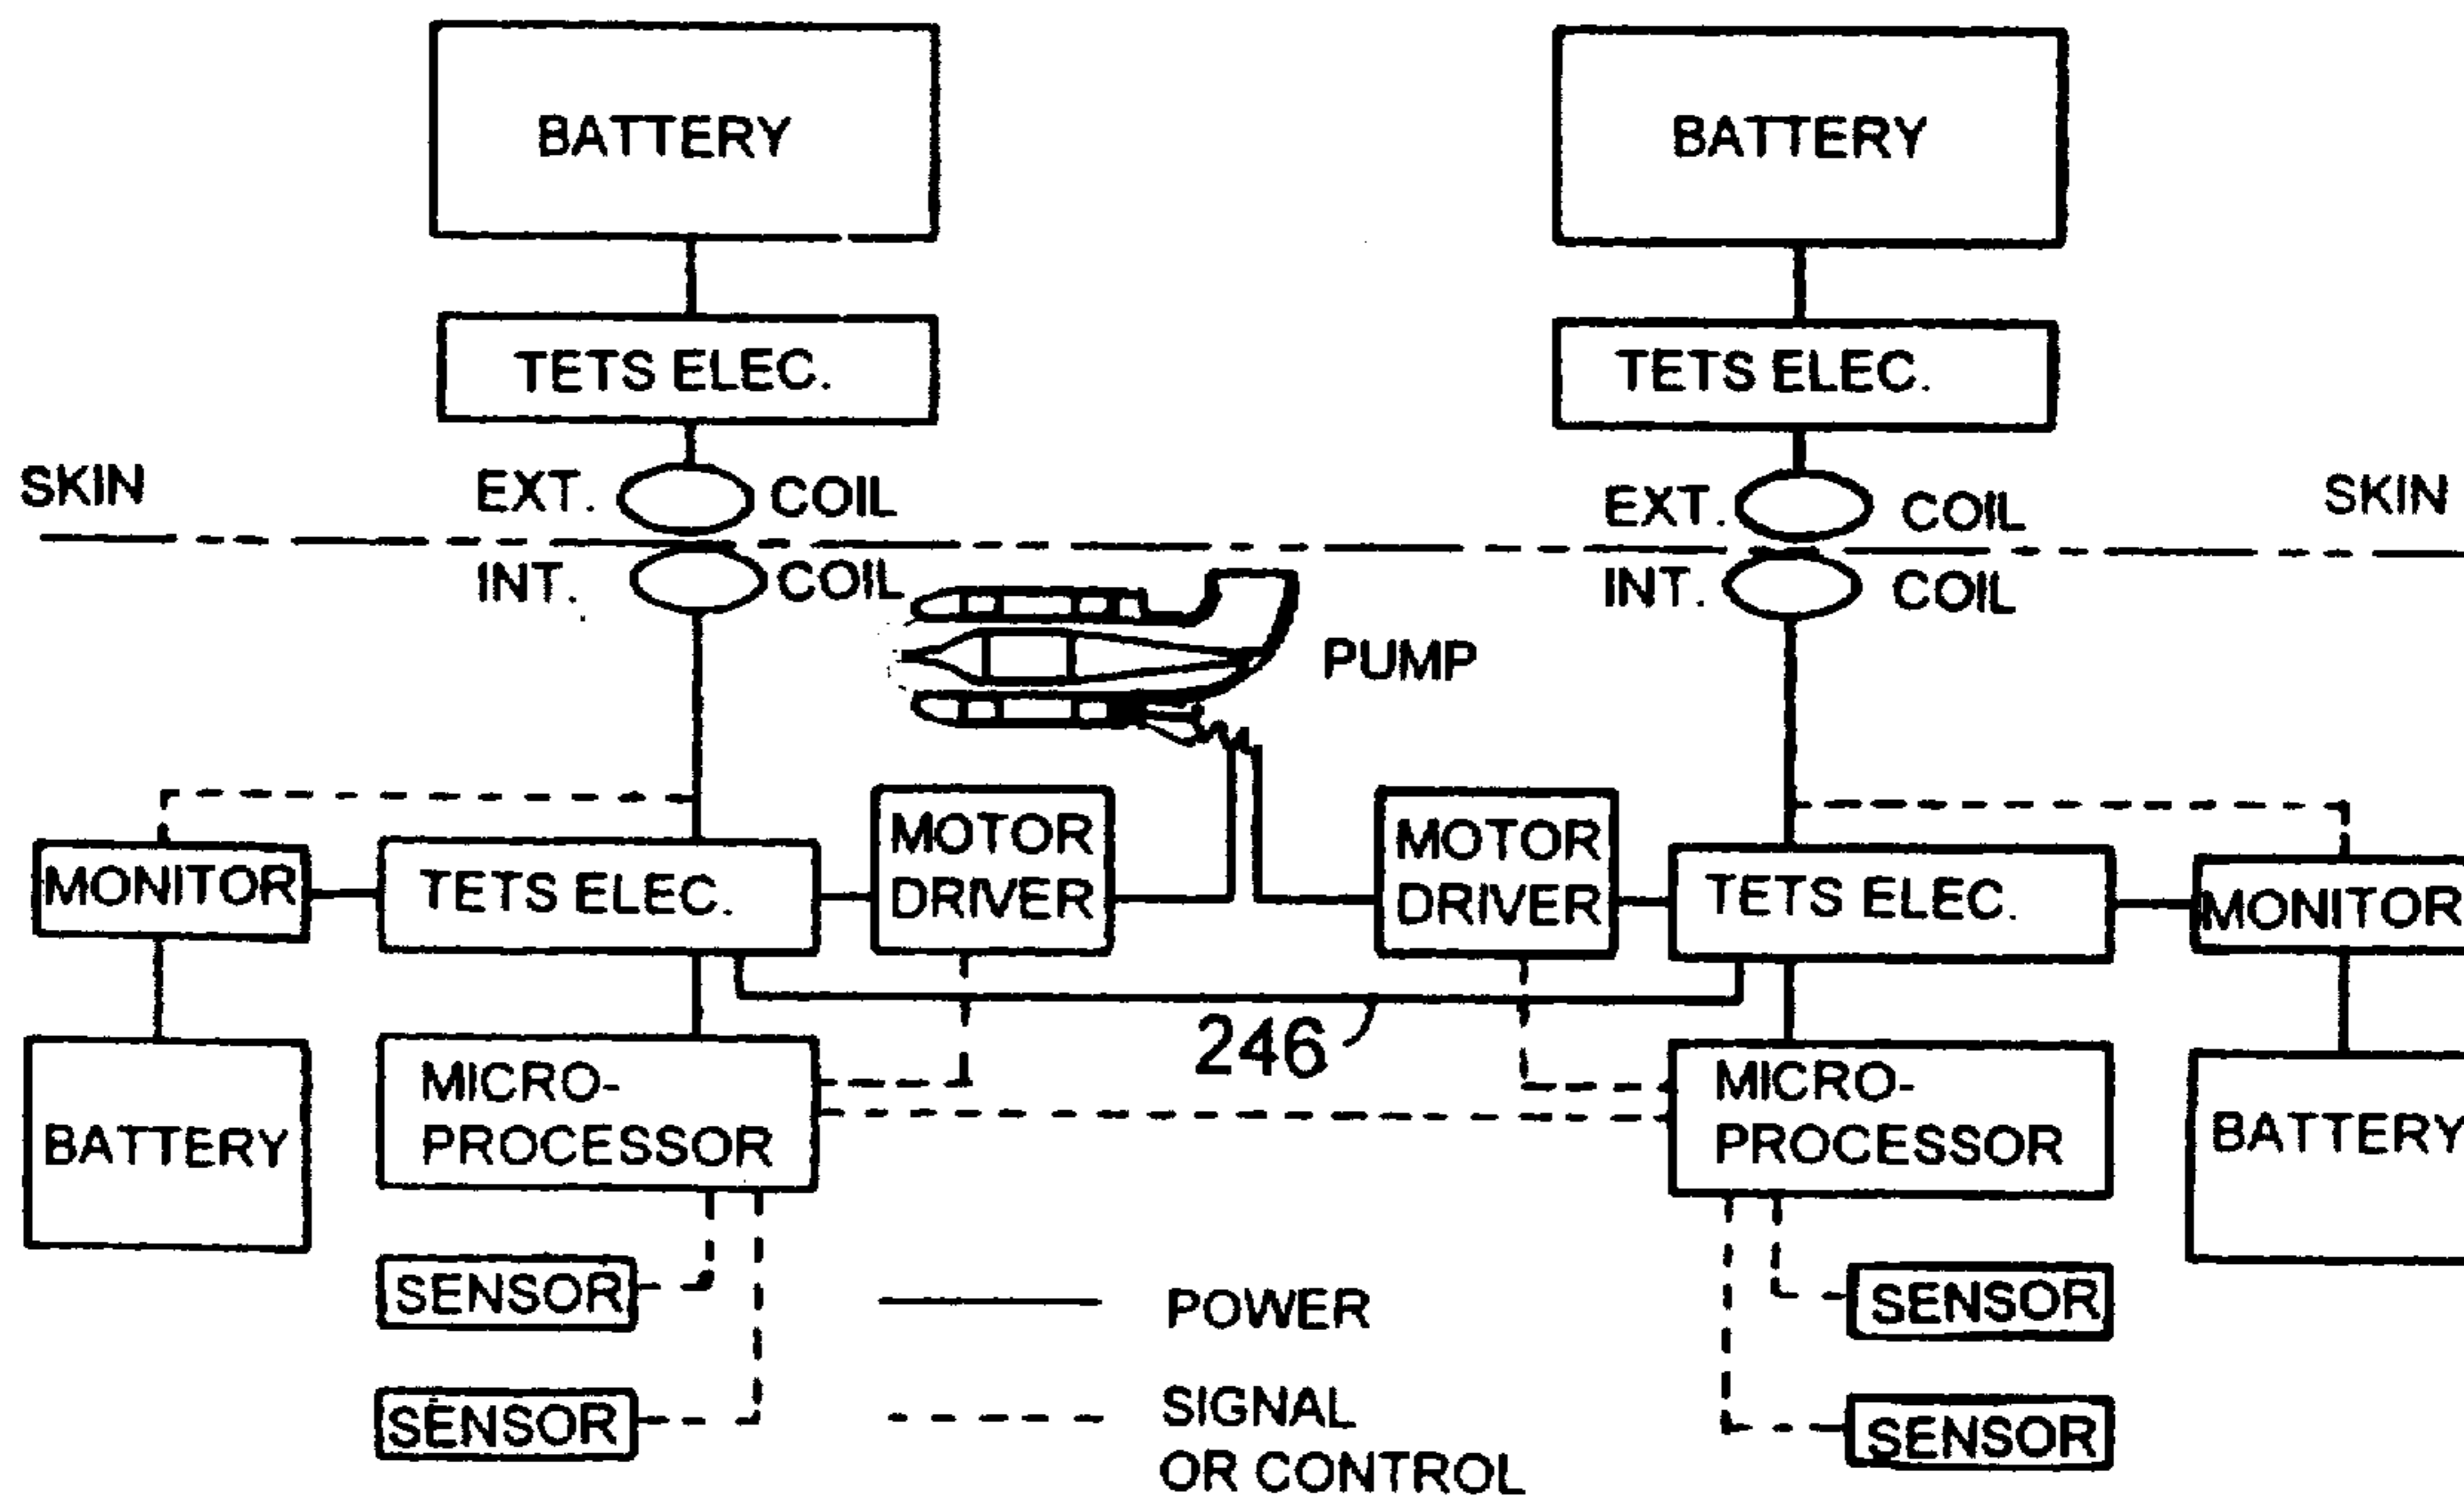 BATTERY
BATTERY
TETS ELEC.
TETS ELEC.
SKIN
EXT.
COIL
EXT.
COIL
SKIN
INT.
COIL
INT.
COIL
PUMP
MONITOR
TETS ELEC.
MOTOR
DRIVER
MOTOR
DRIVER
TETS ELEC.
MONITOR
246
BATTERY
MICRO-
PROCESSOR
MICRO-
PROCESSOR
BATTERY
SENSOR
POWER
SENSOR
SENSOR
SIGNAL
OR CONTROL
SENSOR